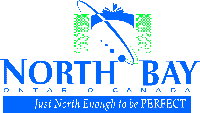 NORTH BAY
ONTARIO CANADA
Just North Enough to be PERFECT